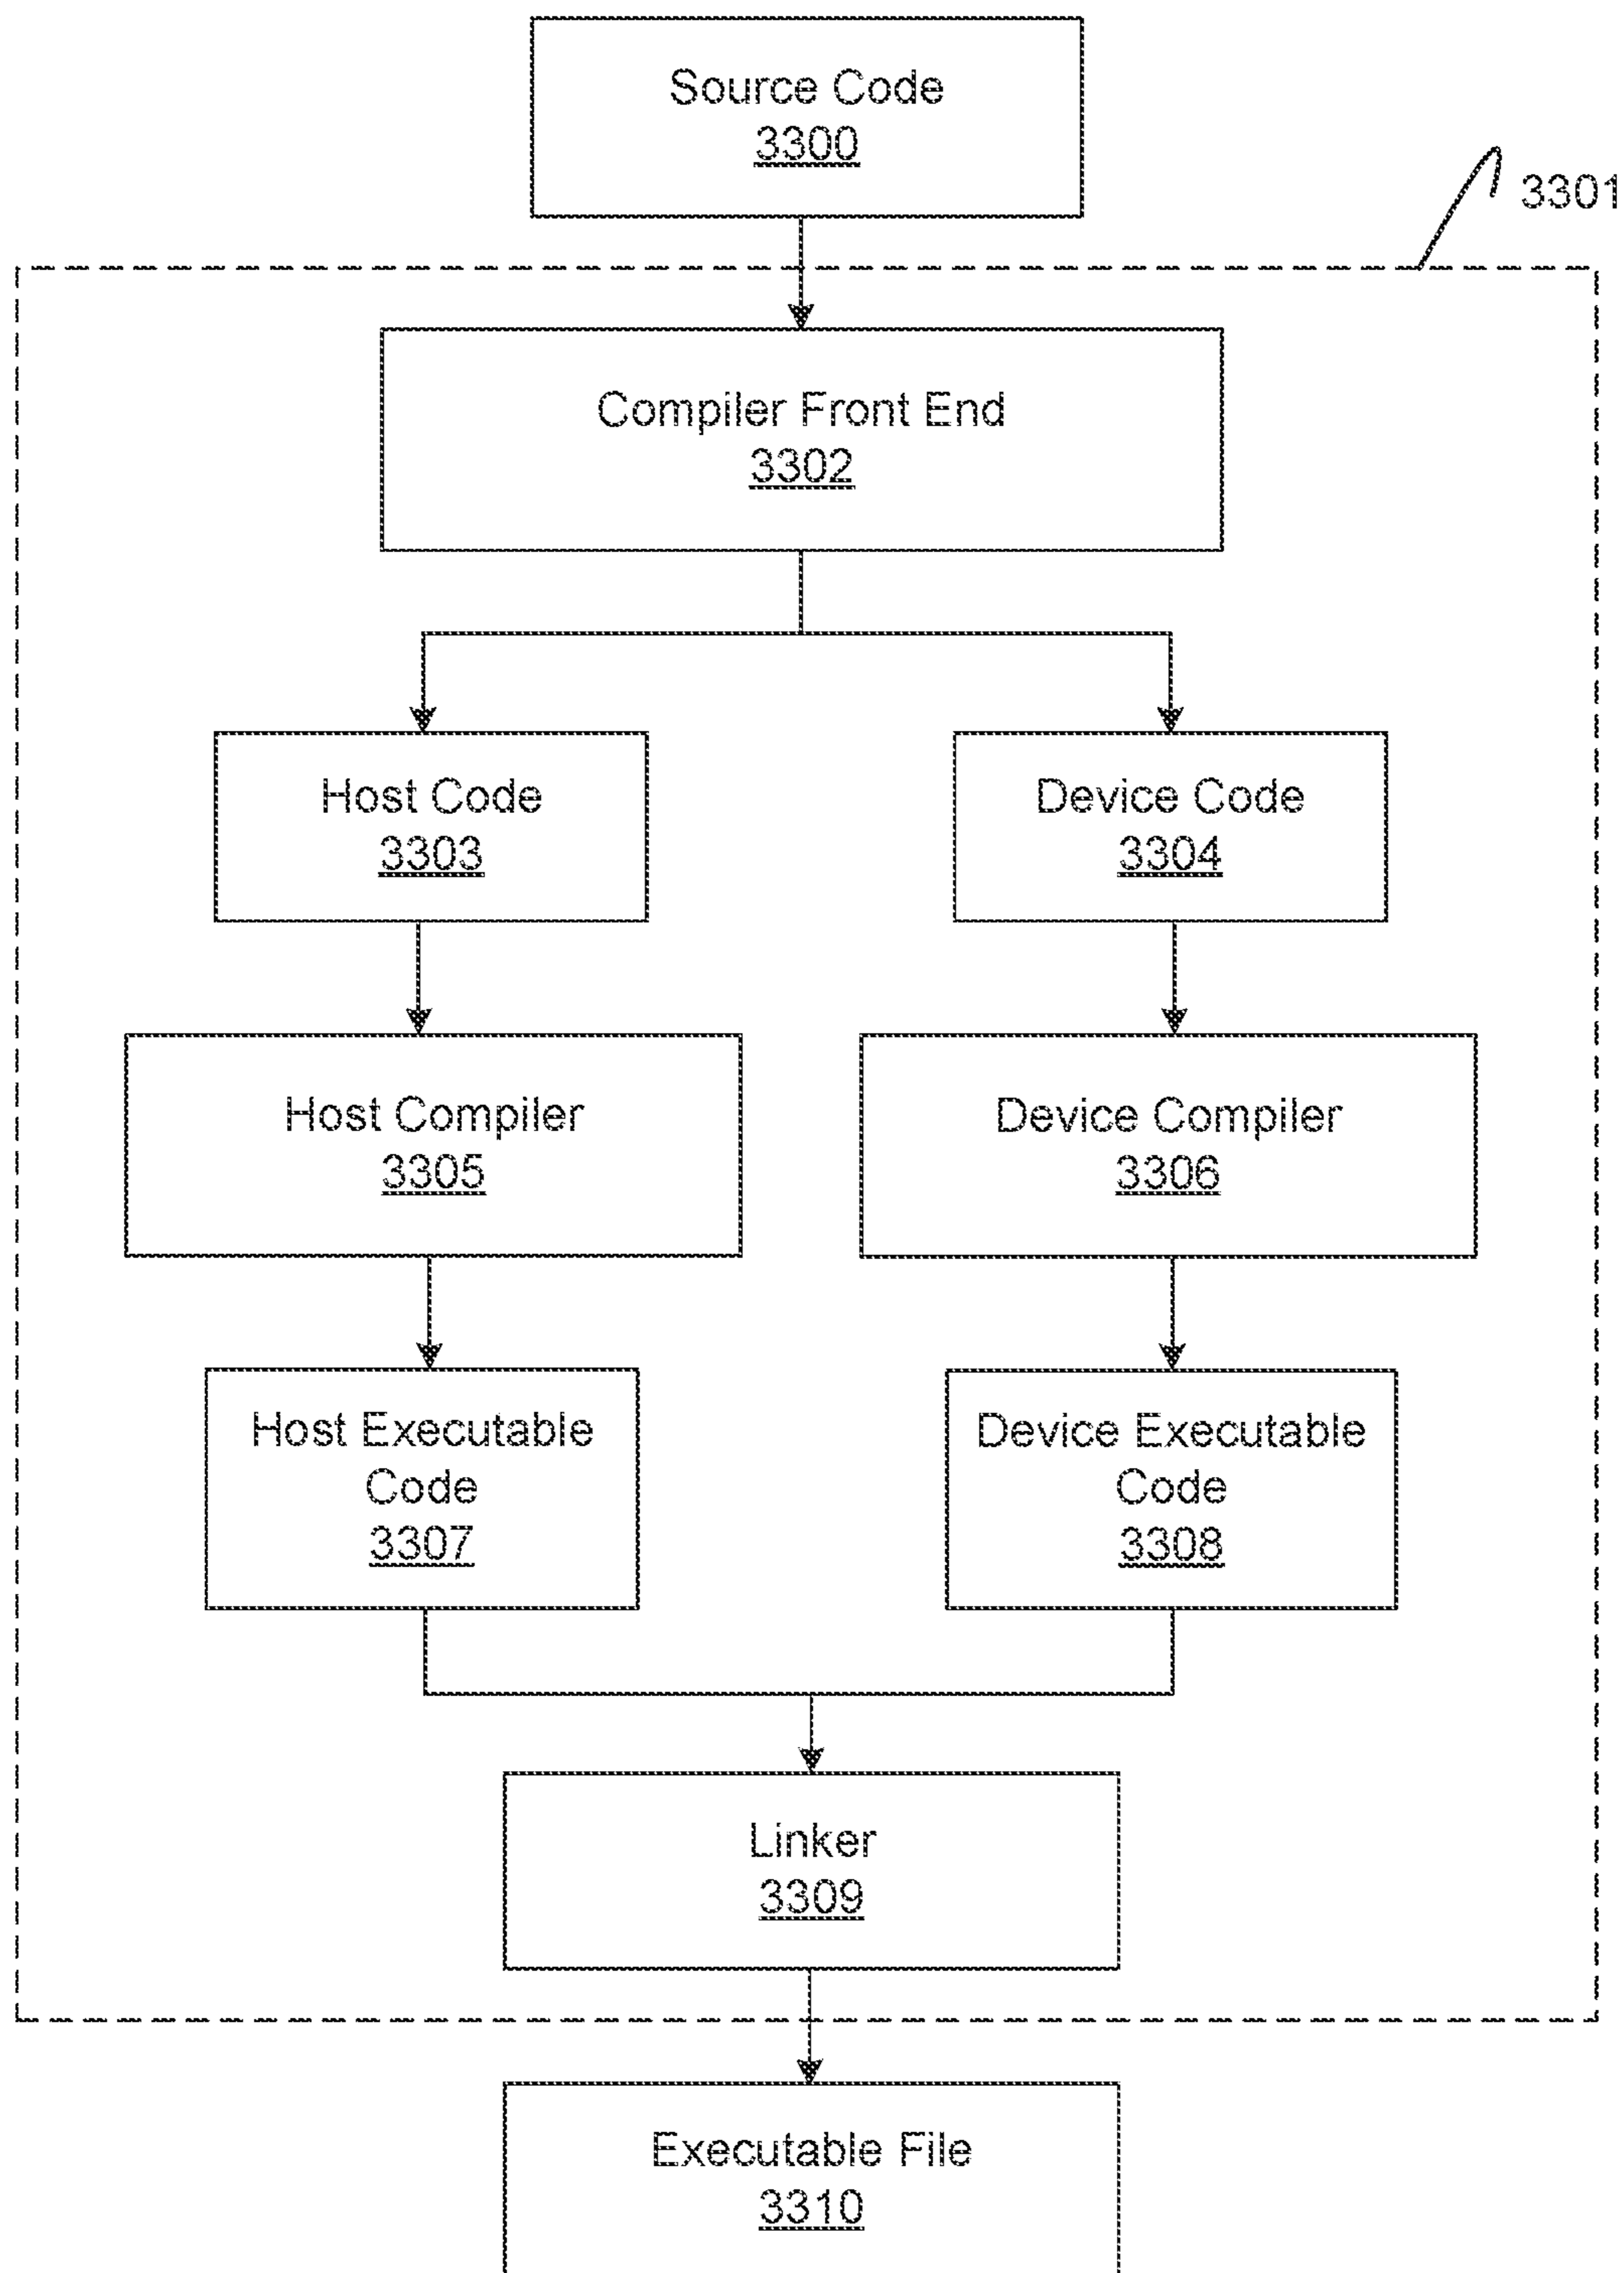 Source Code
3300
3301
Compiler Front End
3302
Host Code
3303
Device Code
3304
Host Compiler
3305
Device Compiler
3306
Host Executable
Code
3307
Device Executable
Code
3308
Linker
3309
Executable File
3310